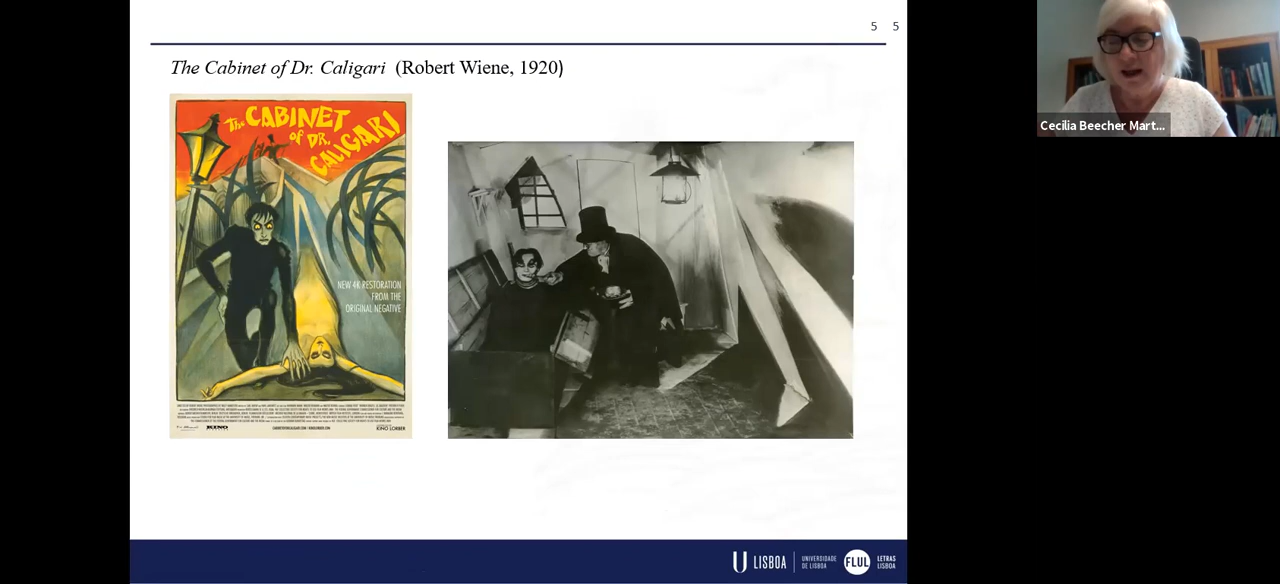 5 5
The Cabinet of Dr. Caligari (Robert Wiene, 1920)
The CABINET
of DR.
CALIGARI
NEW 4K RESTORATION
FROM THE
ORIGINAL NEGATIVE
KINO
KINO LORBER
Cecilia Beecher Mart...
U LISBOA
UNIVERSIDADE
DE LISBOA
FLUL
LETRAS
LISBOA